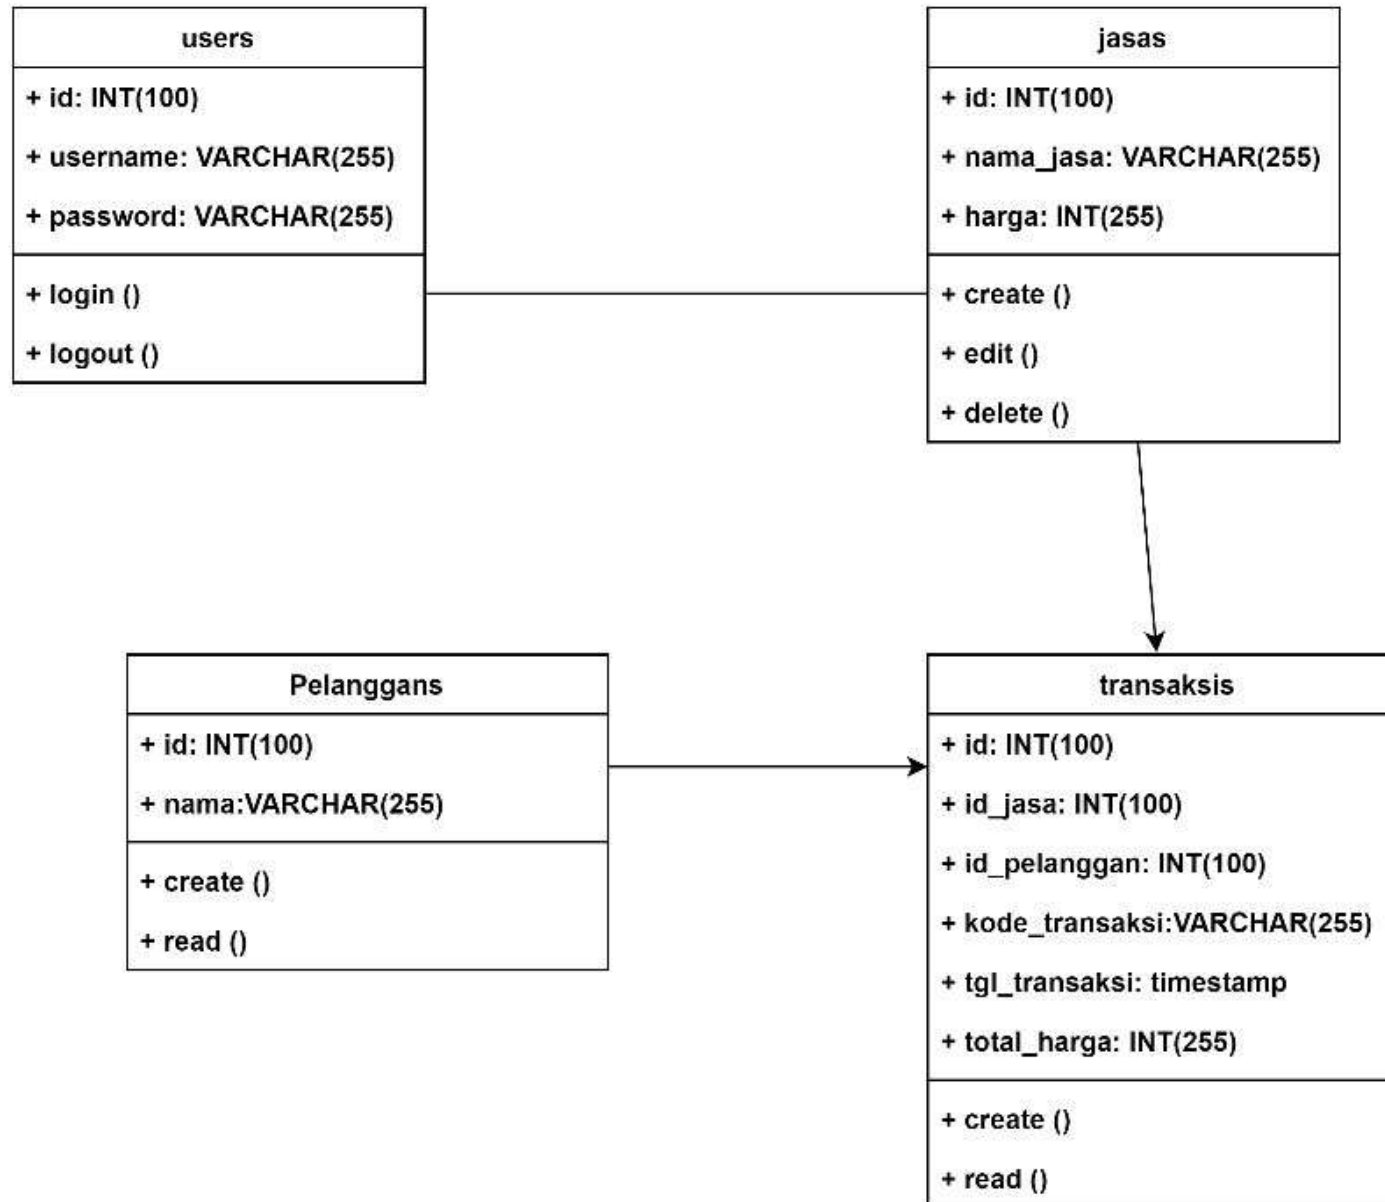 users
+ id: INT(100)
+ username: VARCHAR(255)
+ password: VARCHAR(255)
+ login ()
+ logout ()
jasas
+ id: INT(100)
+ nama_jasa: VARCHAR(255)
+ harga: INT(255)
+ create ()
+ edit ()
+ delete ()
Pelanggans
+ id: INT(100)
+ nama:VARCHAR(255)
+ create ()
+ read ()
transaksis
+ id: INT(100)
+ id_jasa: INT(100)
+ id_pelanggan: INT(100)
+ kode_transaksi:VARCHAR(255)
+ tgl_transaksi: timestamp
+ total_harga: INT(255)
+ create ()
+ read ()